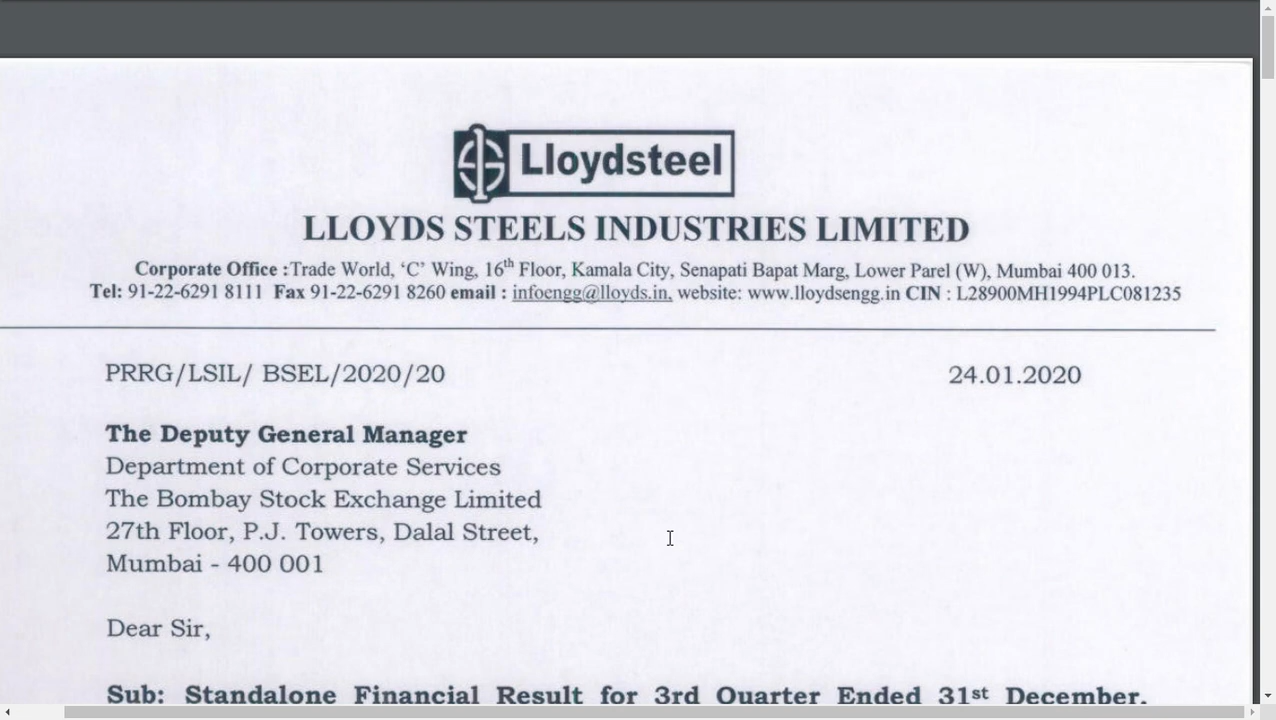 Lloydsteel
LLOYDS STEELS INDUSTRIES LIMITED
Corporate Office :Trade World, ‘C’ Wing, 16th Floor, Kamala City, Senapati Bapat Marg, Lower Parel (W), Mumbai 400 013.
Tel: 91-22-6291 8111 Fax 91-22-6291 8260 email : infoengg@lloyds.in, website: www.lloydsengg.in CIN : L28900MH1994PLC081235
PRRG/LSIL/ BSEL/2020/20 24.01.2020
The Deputy General Manager
Department of Corporate Services
The Bombay Stock Exchange Limited
27th Floor, P.J. Towers, Dalal Street,
Mumbai - 400 001
Dear Sir,
Sub: Standalone Financial Result for 3rd Quarter Ended 31st December,